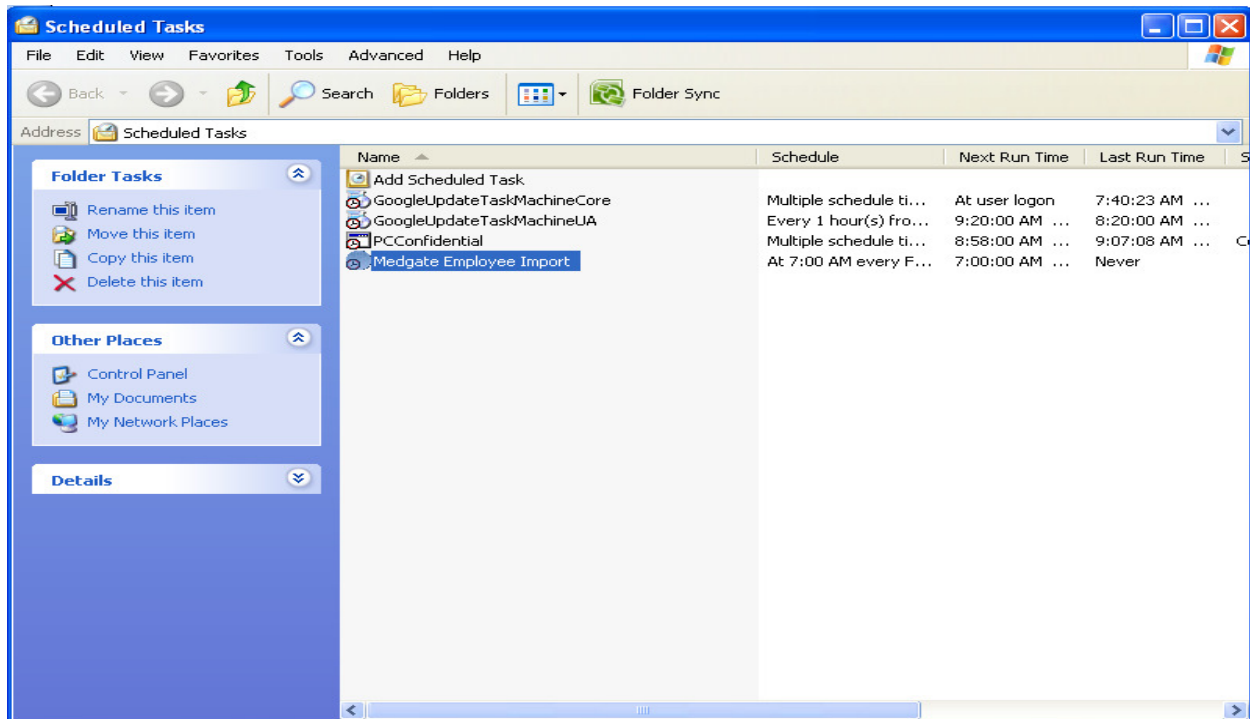 Scheduled Tasks
File Edit View Favorites Tools Advanced Help
Back Search Folders Folder Sync
Address Scheduled Tasks
Folder Tasks
Rename this item
Move this item
Copy this item
Delete this item
Other Places
Control Panel
My Documents
My Network Places
Details
Name Schedule Next Run Time Last Run Time S
Add Scheduled Task
GoogleUpdateTaskMachineCore Multiple schedule ti... At user logon 7:40:23 AM ...
GoogleUpdateTaskMachineUA Every 1 hour(s) fro... 9:20:00 AM ... 8:20:00 AM ...
PCConfidential Multiple schedule ti... 8:58:00 AM ... 9:07:08 AM ... C
Medgate Employee Import At 7:00 AM every F... 7:00:00 AM ... Never